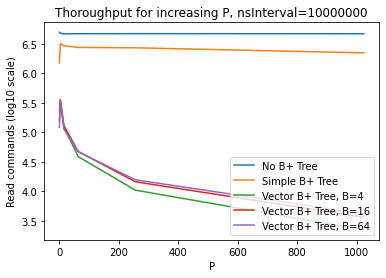 Thoroughput for increasing P, nsInterval=10000000
Read commands (log10 scale)
6.5
6.0
5.5
5.0
4.5
4.0
3.5
No B+ Tree
Simple B+ Tree
Vector B+ Tree, B=4
Vector B+ Tree, B=16
Vector B+ Tree, B=64
0
200
400
600
800
1000
P